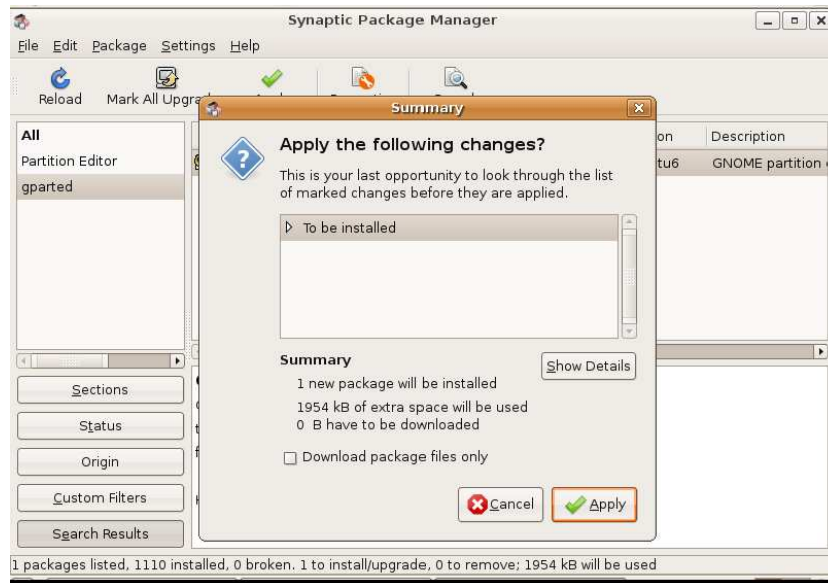 Synaptic Package Manager
File Edit Package Settings Help
Reload Mark All Upgra
Summary
All
Partition Editor
gparted
on Description
tu6 GNOME partition
Apply the following changes?
This is your last opportunity to look through the list
of marked changes before they are applied.
To be installed
Summary
Show Details
1 new package will be installed
1954 kB of extra space will be used
0 B have to be downloaded
Download package files only
Cancel Apply
Sections
Status
Origin
Custom Filters
Search Results
1 packages listed, 1110 installed, 0 broken. 1 to install/upgrade, 0 to remove; 1954 kB will be used